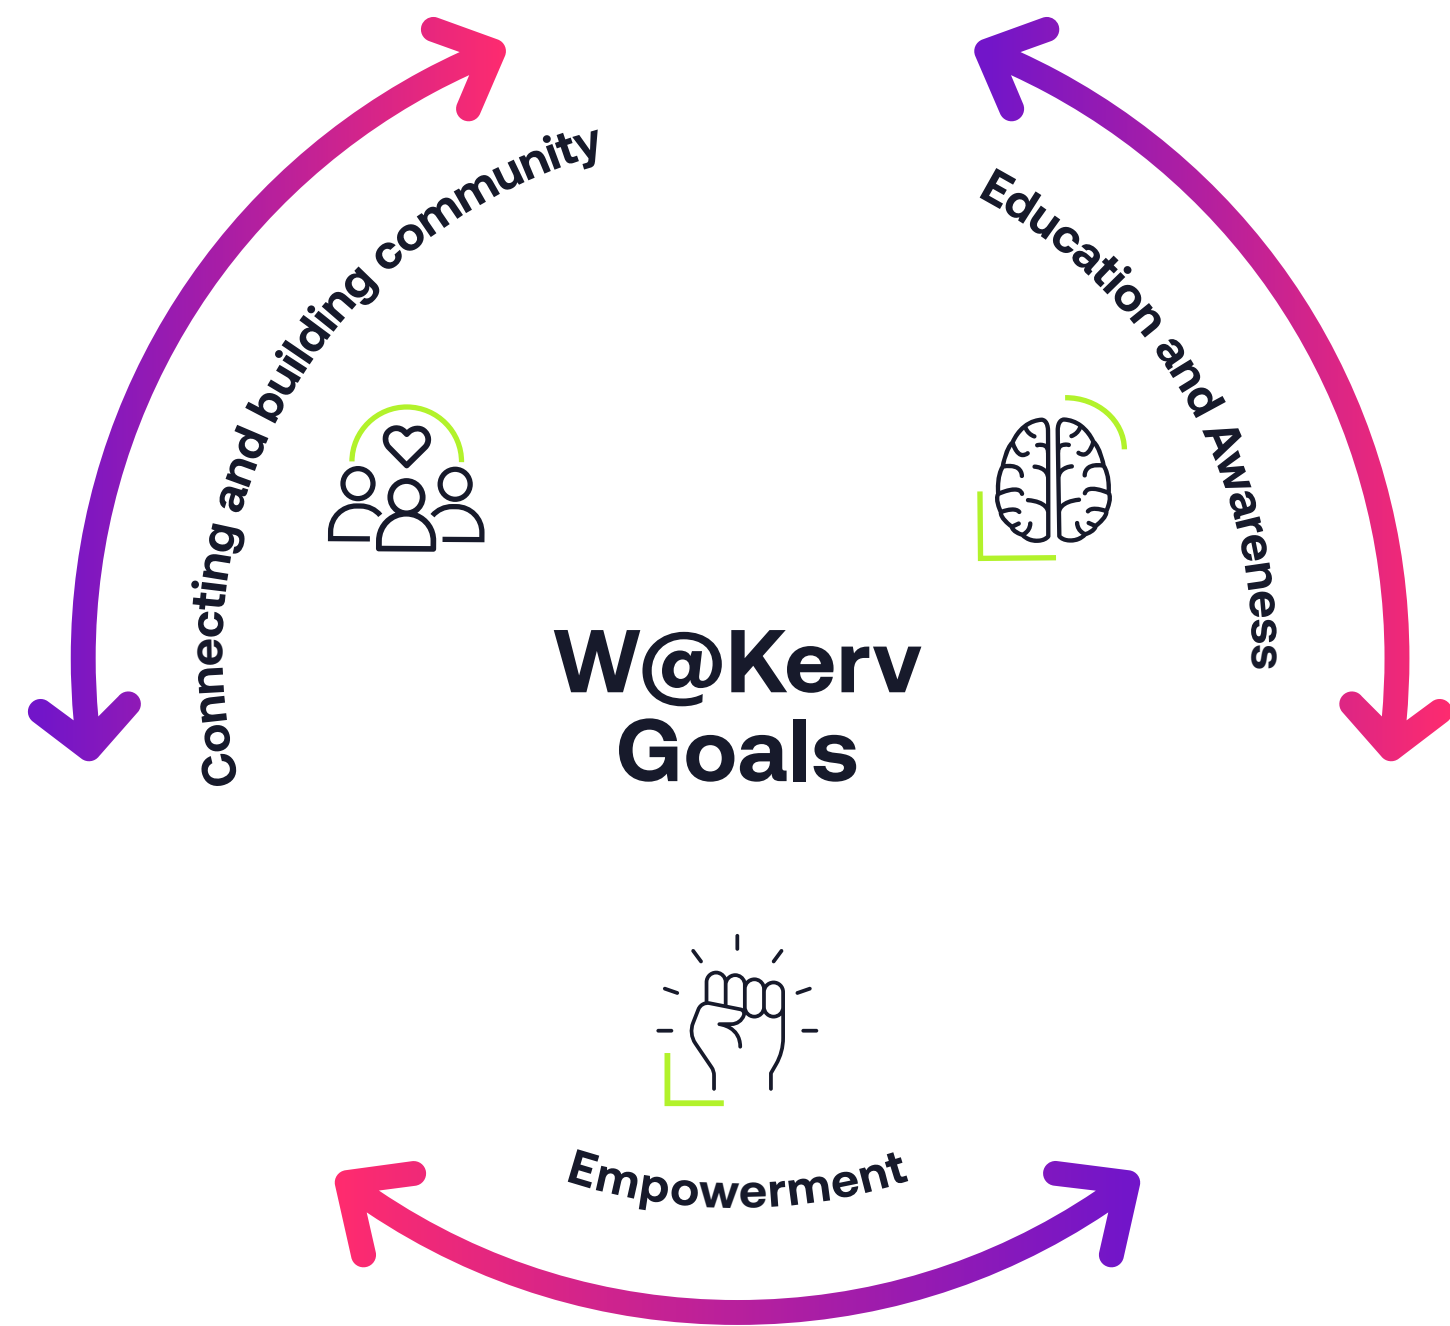 Connecting and building community
Education and Awareness
W@Kerv
Goals
Empowerment